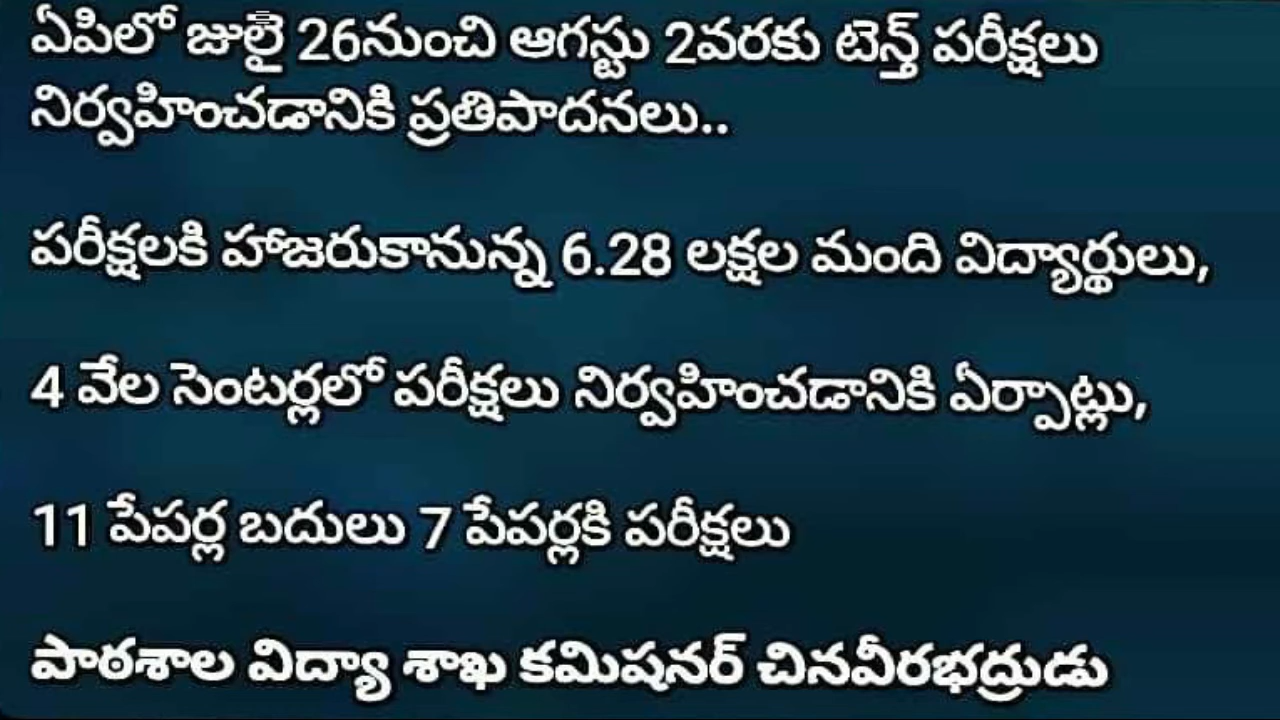 ఏపిలో జులై 26నుంచి ఆగస్టు 2వరకు టెన్త్ పరీక్షలు
నిర్వహించడానికి ప్రతిపాదనలు..
పరీక్షలకి హాజరుకానున్న 6.28 లక్షల మంది విద్యార్థులు,
4 వేల సెంటర్లలో పరీక్షలు నిర్వహించడానికి ఏర్పాట్లు,
11 పేపర్ల బదులు 7 పేపర్లకి పరీక్షలు
పాఠశాల విద్యా శాఖ కమిషనర్ చినవీరభద్రుడు